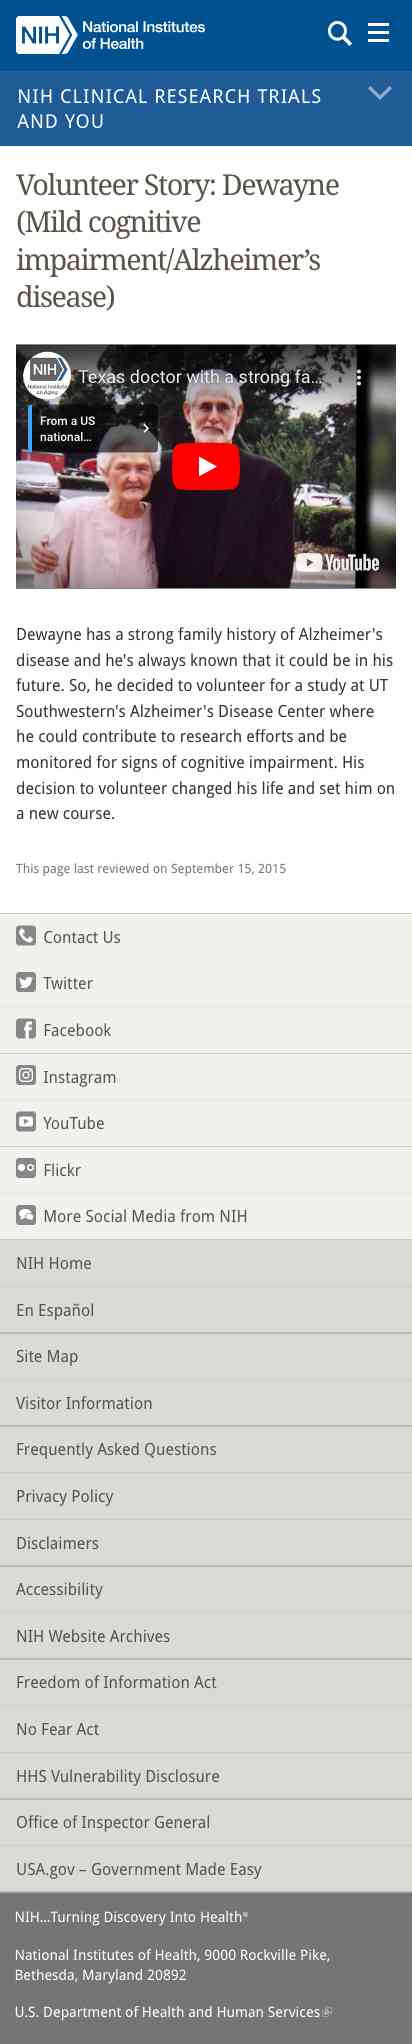 NIH National Institutes
of Health
NIH CLINICAL RESEARCH TRIALS
AND YOU
Volunteer Story: Dewayne
(Mild cognitive
impairment/Alzheimer’s
disease)
NIH
National Institute
on Aging
Texas doctor with a strong fa...
From a US
national...
YouTube
Dewayne has a strong family history of Alzheimer's
disease and he's always known that it could be in his
future. So, he decided to volunteer for a study at UT
Southwestern's Alzheimer's Disease Center where
he could contribute to research efforts and be
monitored for signs of cognitive impairment. His
decision to volunteer changed his life and set him on
a new course.
This page last reviewed on September 15, 2015
Contact Us
Twitter
Facebook
Instagram
YouTube
Flickr
More Social Media from NIH
NIH Home
En Español
Site Map
Visitor Information
Frequently Asked Questions
Privacy Policy
Disclaimers
Accessibility
NIH Website Archives
Freedom of Information Act
No Fear Act
HHS Vulnerability Disclosure
Office of Inspector General
USA.gov – Government Made Easy
NIH...Turning Discovery Into Health®
National Institutes of Health, 9000 Rockville Pike,
Bethesda, Maryland 20892
U.S. Department of Health and Human Services